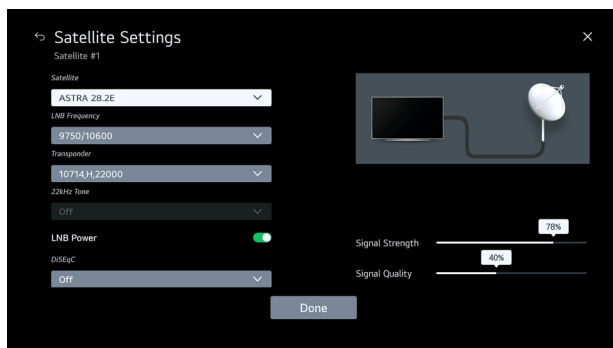 Satellite Settings
Satellite #1
Satellite
ASTRA 28.2E
LNB Frequency
9750/10600
Transponder
10714,H,22000
22kHz Tone
Off
LNB Power
DiSEqC
Off
78%
Signal Strength
40%
Signal Quality
Done